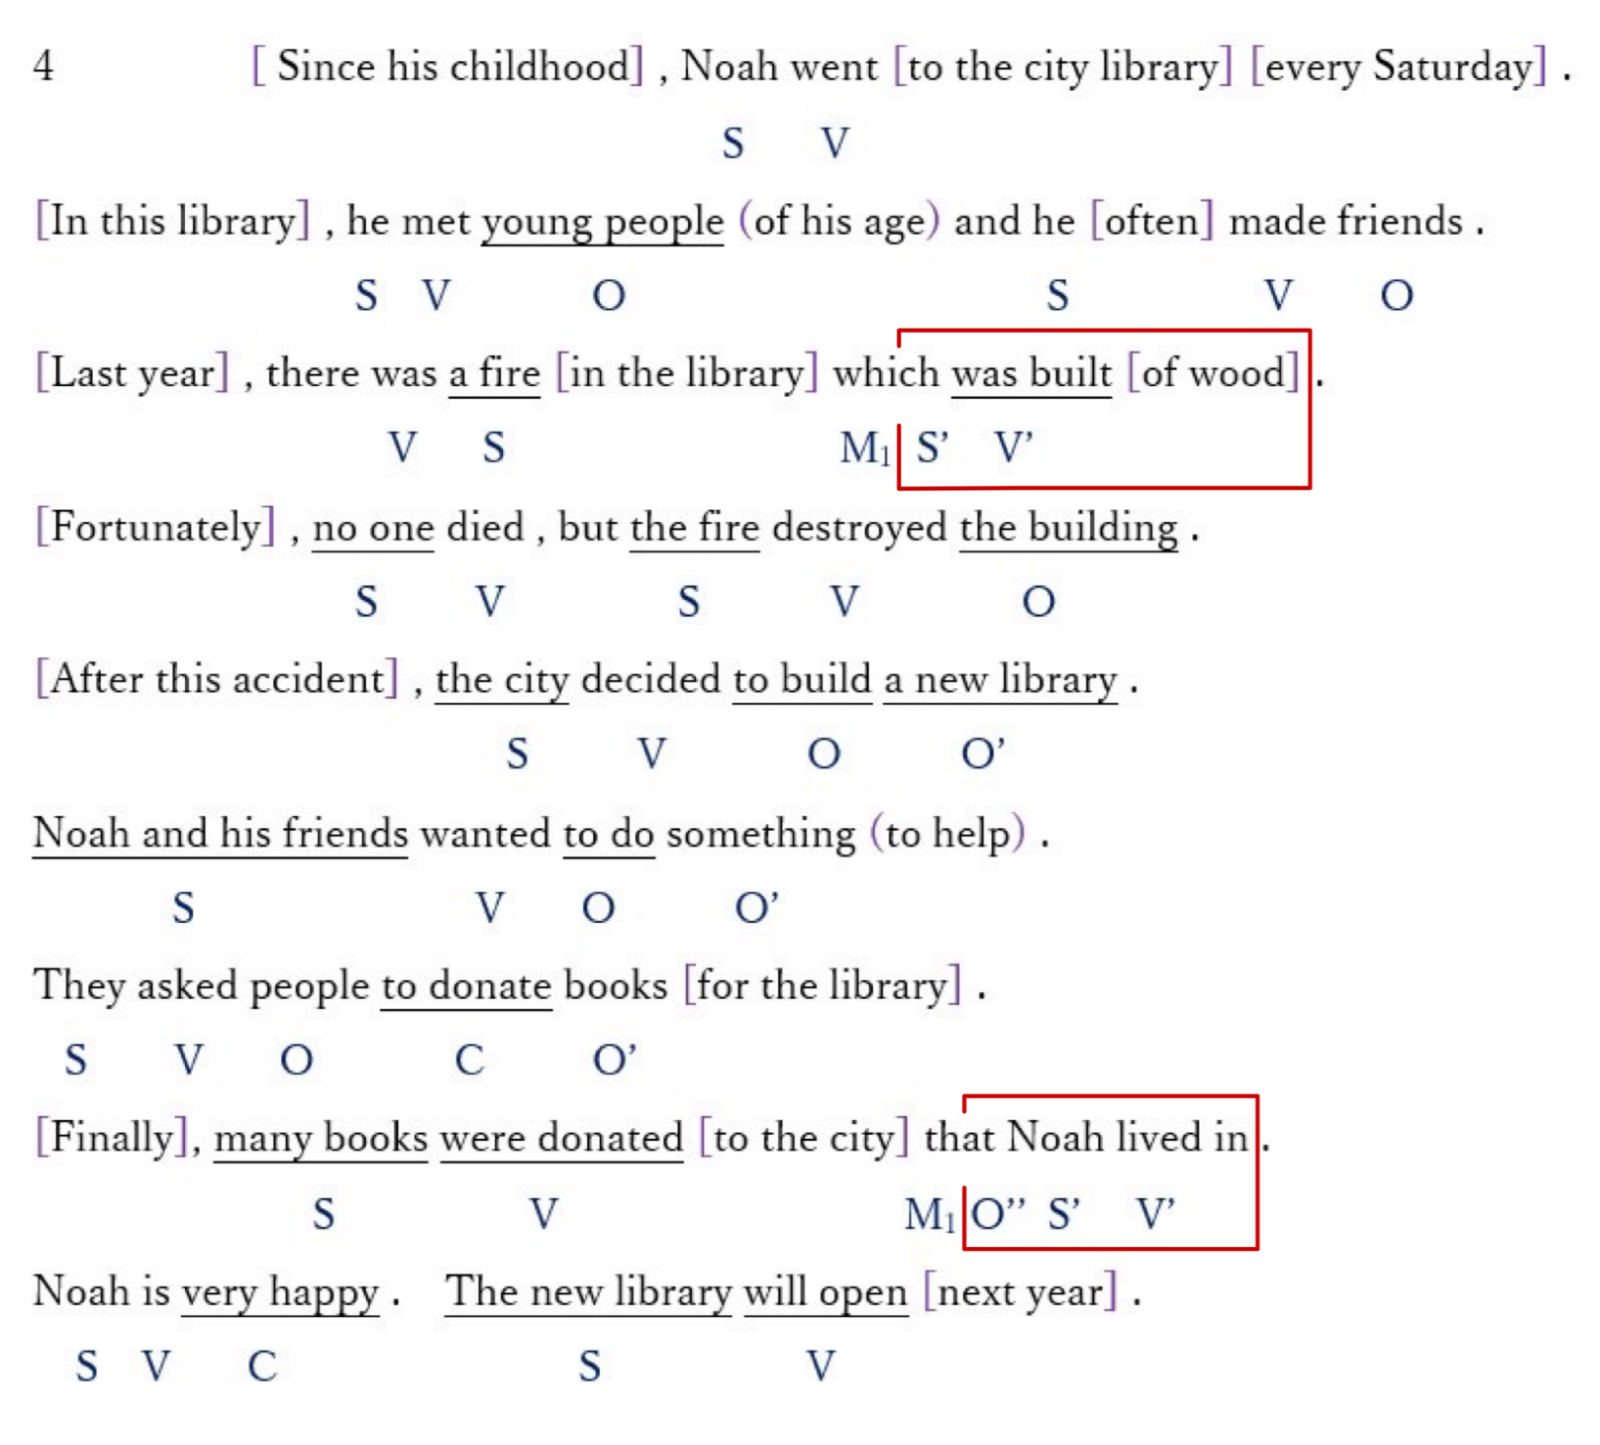 4 [ Since his childhood] , Noah went [to the city library] [every Saturday] .
S V
[In this library] , he met young people (of his age) and he [often] made friends .
S V O S V O
[Last year] , there was a fire [in the library] which was built [of wood] .
V S M1 S’ V’
[Fortunately] , no one died , but the fire destroyed the building .
S V S V O
[After this accident] , the city decided to build a new library .
S V O O’
Noah and his friends wanted to do something (to help) .
S V O O’
They asked people to donate books [for the library] .
S V O C O’
[Finally], many books were donated [to the city] that Noah lived in .
S V M1 O’’ S’ V’
Noah is very happy . The new library will open [next year] .
S V C S V